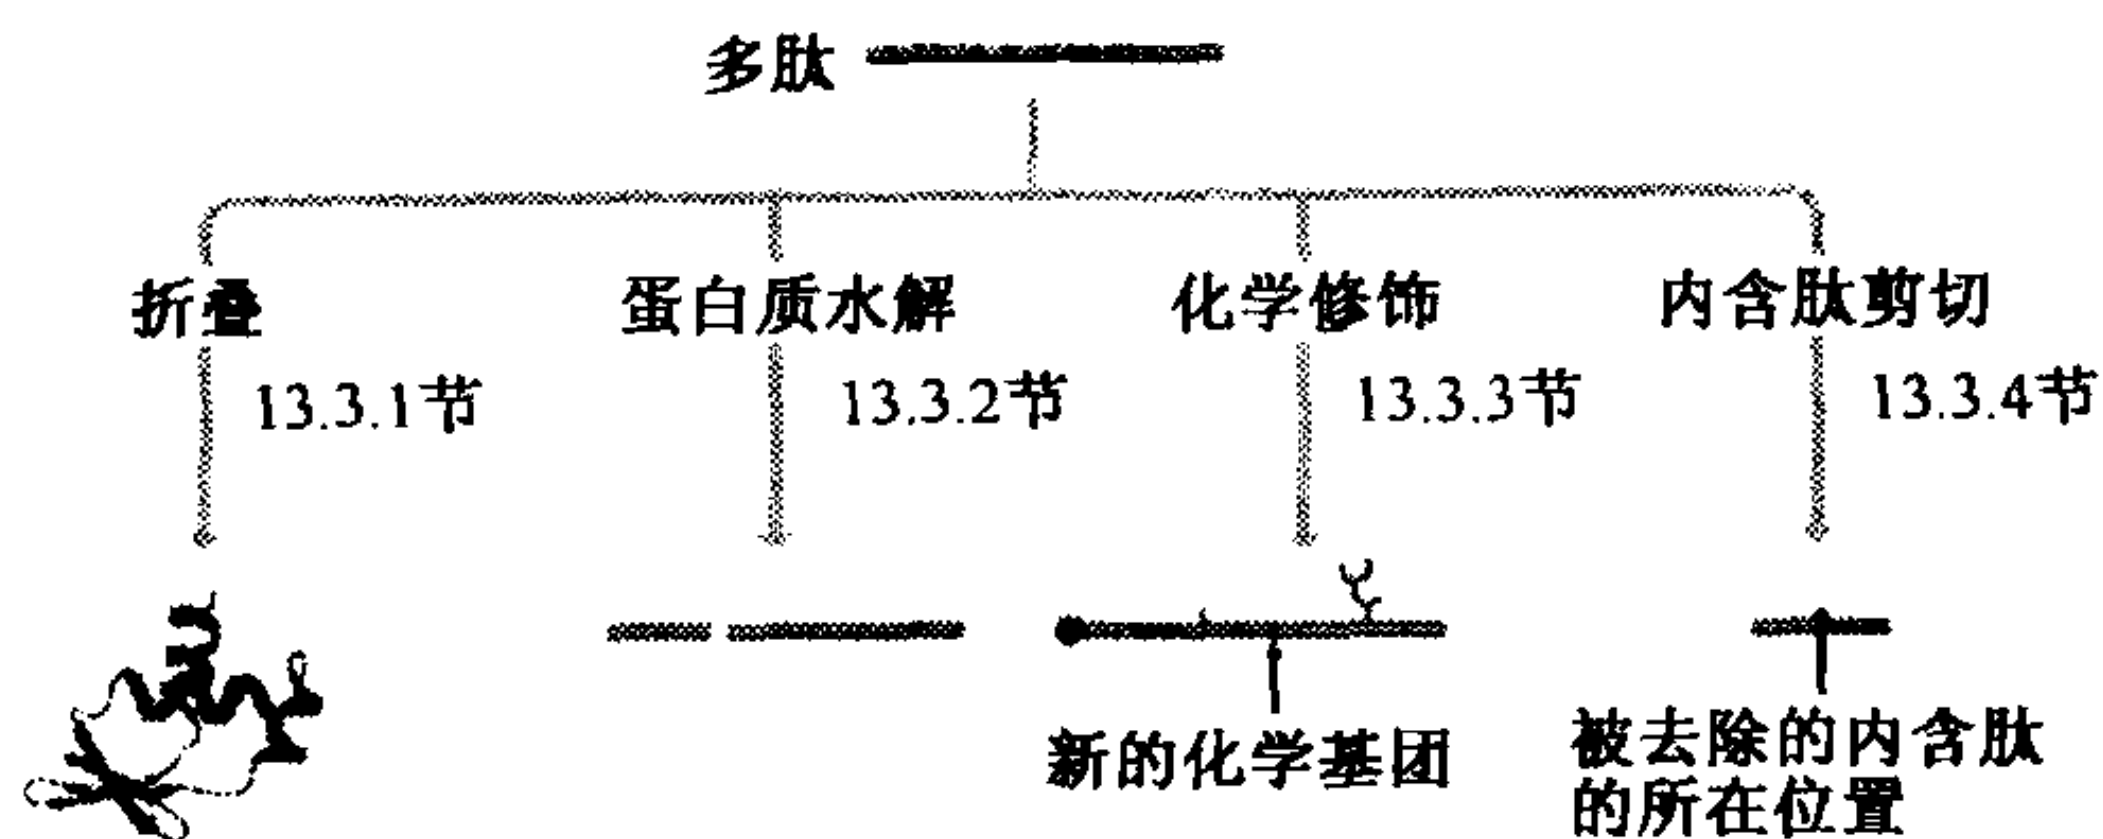 多肽
折叠
蛋白质水解
化学修饰
内含肽剪切
13.3.1节
13.3.2节
13.3.3节
13.3.4节
新的化学基团
被去除的内含肽
的所在位置